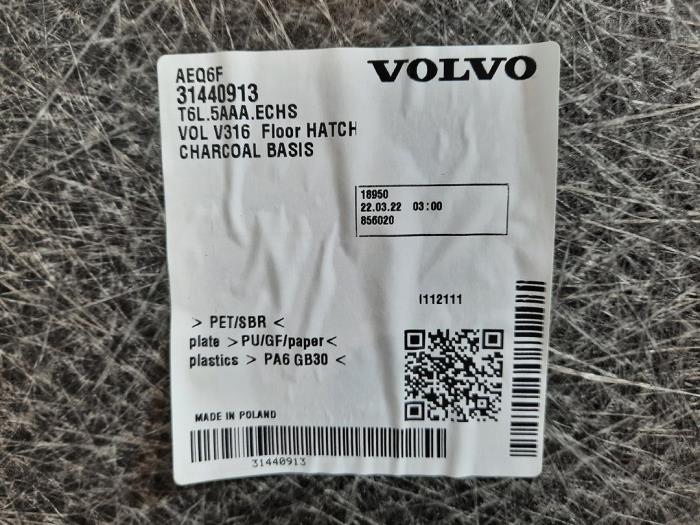 AEQ6F
VOLVO
31440913
T6L.5AAA.ECHS
VOL V316 Floor HATCH
CHARCOAL BASIS
18950
22.03.22 03:00
856020
I112111
> PET/SBR <
plate > PU/GF/paper<
plastics > PA6 GB30 <
MADE IN POLAND
31440913